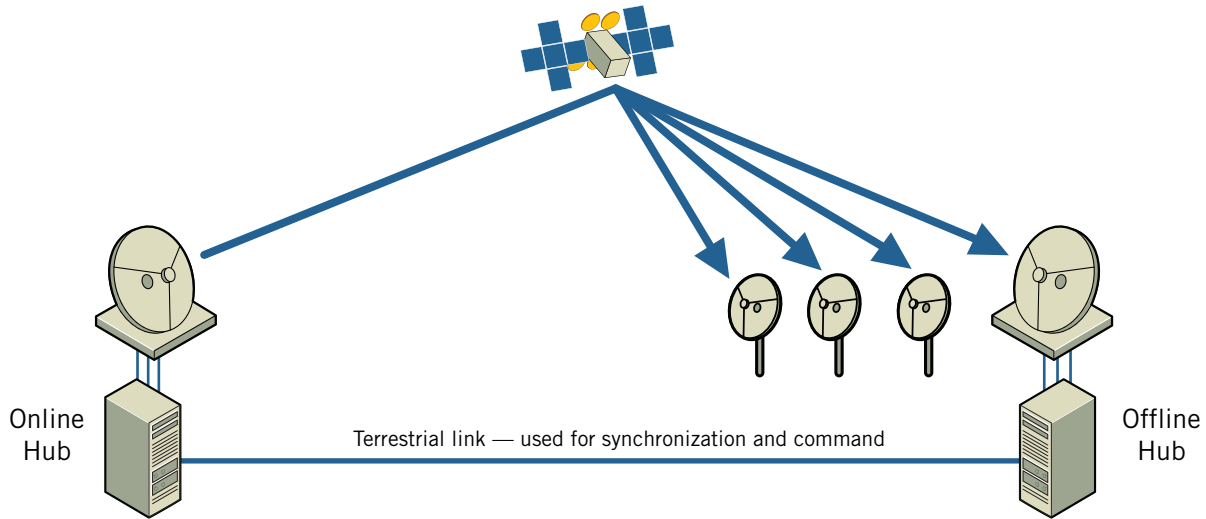 Online
Hub
Terrestrial link — used for synchronization and command
Offline
Hub